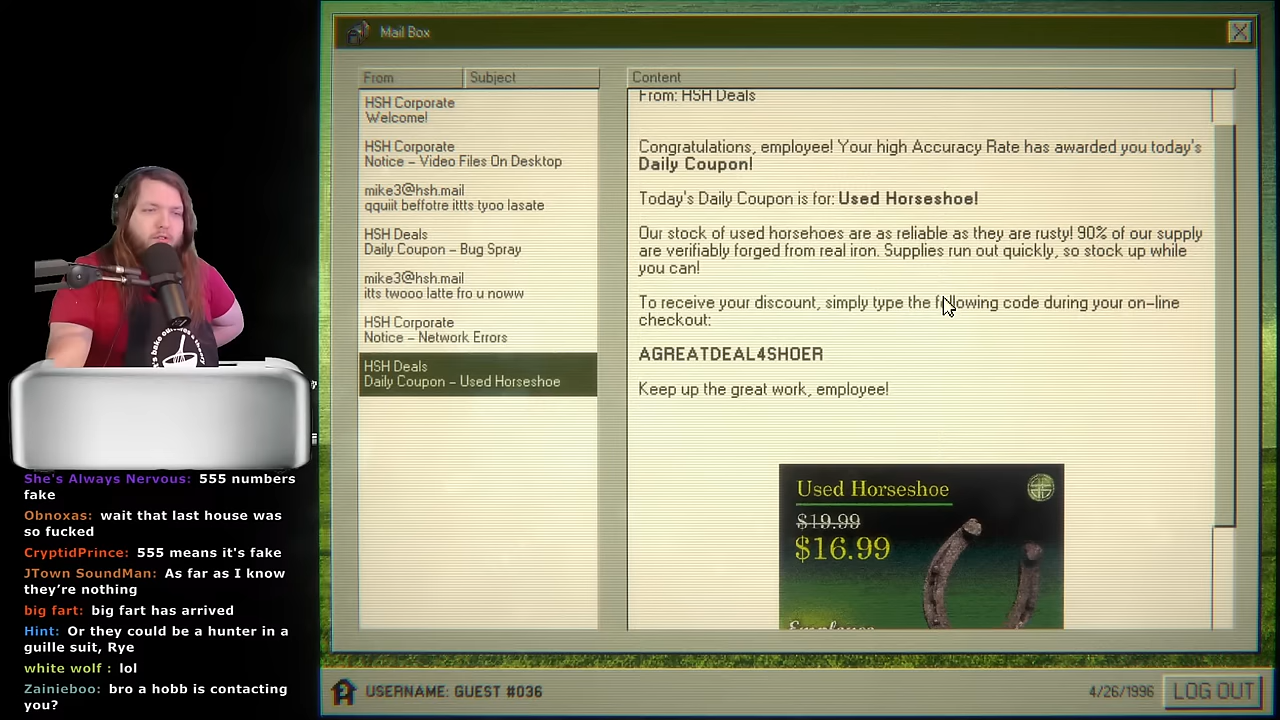 Mail Box
From
Subject
Content
HSH Corporate
Welcome!
HSH Corporate
Notice - Video Files On Desktop
mike3@hsh.mail
qquiit beffotre ittts tyoo lasate
HSH Deals
Daily Coupon - Bug Spray
mike3@hsh.mail
itts twooo latte fro u noww
HSH Corporate
Notice - Network Errors
HSH Deals
Daily Coupon - Used Horseshoe
From: HSH Deals
Congratulations, employee! Your high Accuracy Rate has awarded you today's
Daily Coupon!
Today's Daily Coupon is for: Used Horseshoe!
Our stock of used horsehoes are as reliable as they are rusty! 90% of our supply
are verifiably forged from real iron. Supplies run out quickly, so stock up while
you can!
To receive your discount, simply type the following code during your on-line
checkout:
AGREATDEAL4SHOER
Keep up the great work, employee!
Used Horseshoe
$19.99
$16.99
Employee
She's Always Nervous: 555 numbers
fake
Obnoxas: wait that last house was
so fucked
CryptidPrince: 555 means it's fake
JTown SoundMan: As far as I know
they're nothing
big fart: big fart has arrived
Hint: Or they could be a hunter in a
guille suit, Rye
white wolf : lol
Zainieboo: bro a hobb is contacting
you?
USERNAME: GUEST #036
4/26/1996
LOG OUT